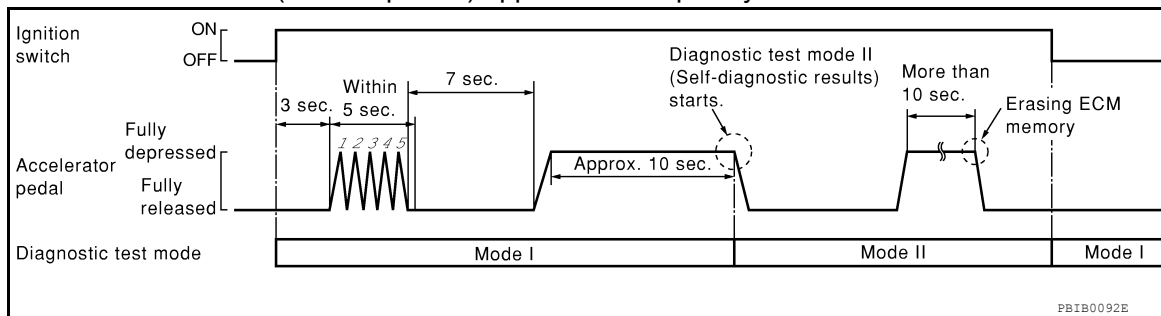 Ignition
switch
ON
OFF
Diagnostic test mode II
(Self-diagnostic results)
starts.
More than
10 sec.
Erasing ECM
memory
7 sec.
Within
5 sec.
3 sec.
1 2 3 4 5
Accelerator
pedal
Fully
depressed
Fully
released
Approx. 10 sec.
Diagnostic test mode
Mode I
Mode II
Mode I
PBIB0092E